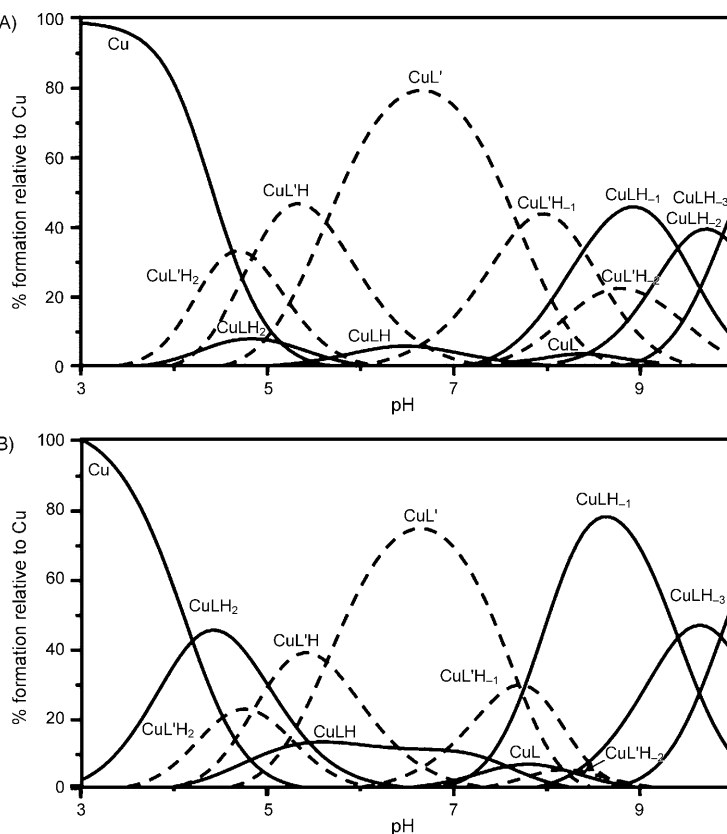 A)
100
80
60
40
20
0
% formation relative to Cu
Cu
CuL'
CuL'H
CuL'H₂
CuLH₂
CuLH
CuL'H₋₁
CuL
CuLH₋₁
CuL'H₋₂
CuLH₋₃
CuLH₋₂
3 5 7 9
pH
B)
100
80
60
40
20
0
% formation relative to Cu
Cu
CuLH₂
CuL'H₂
CuL'H
CuLH
CuL'
CuL'H₋₁
CuL
CuLH₋₁
CuL'H₋₂
CuLH₋₃
3 5 7 9
pH